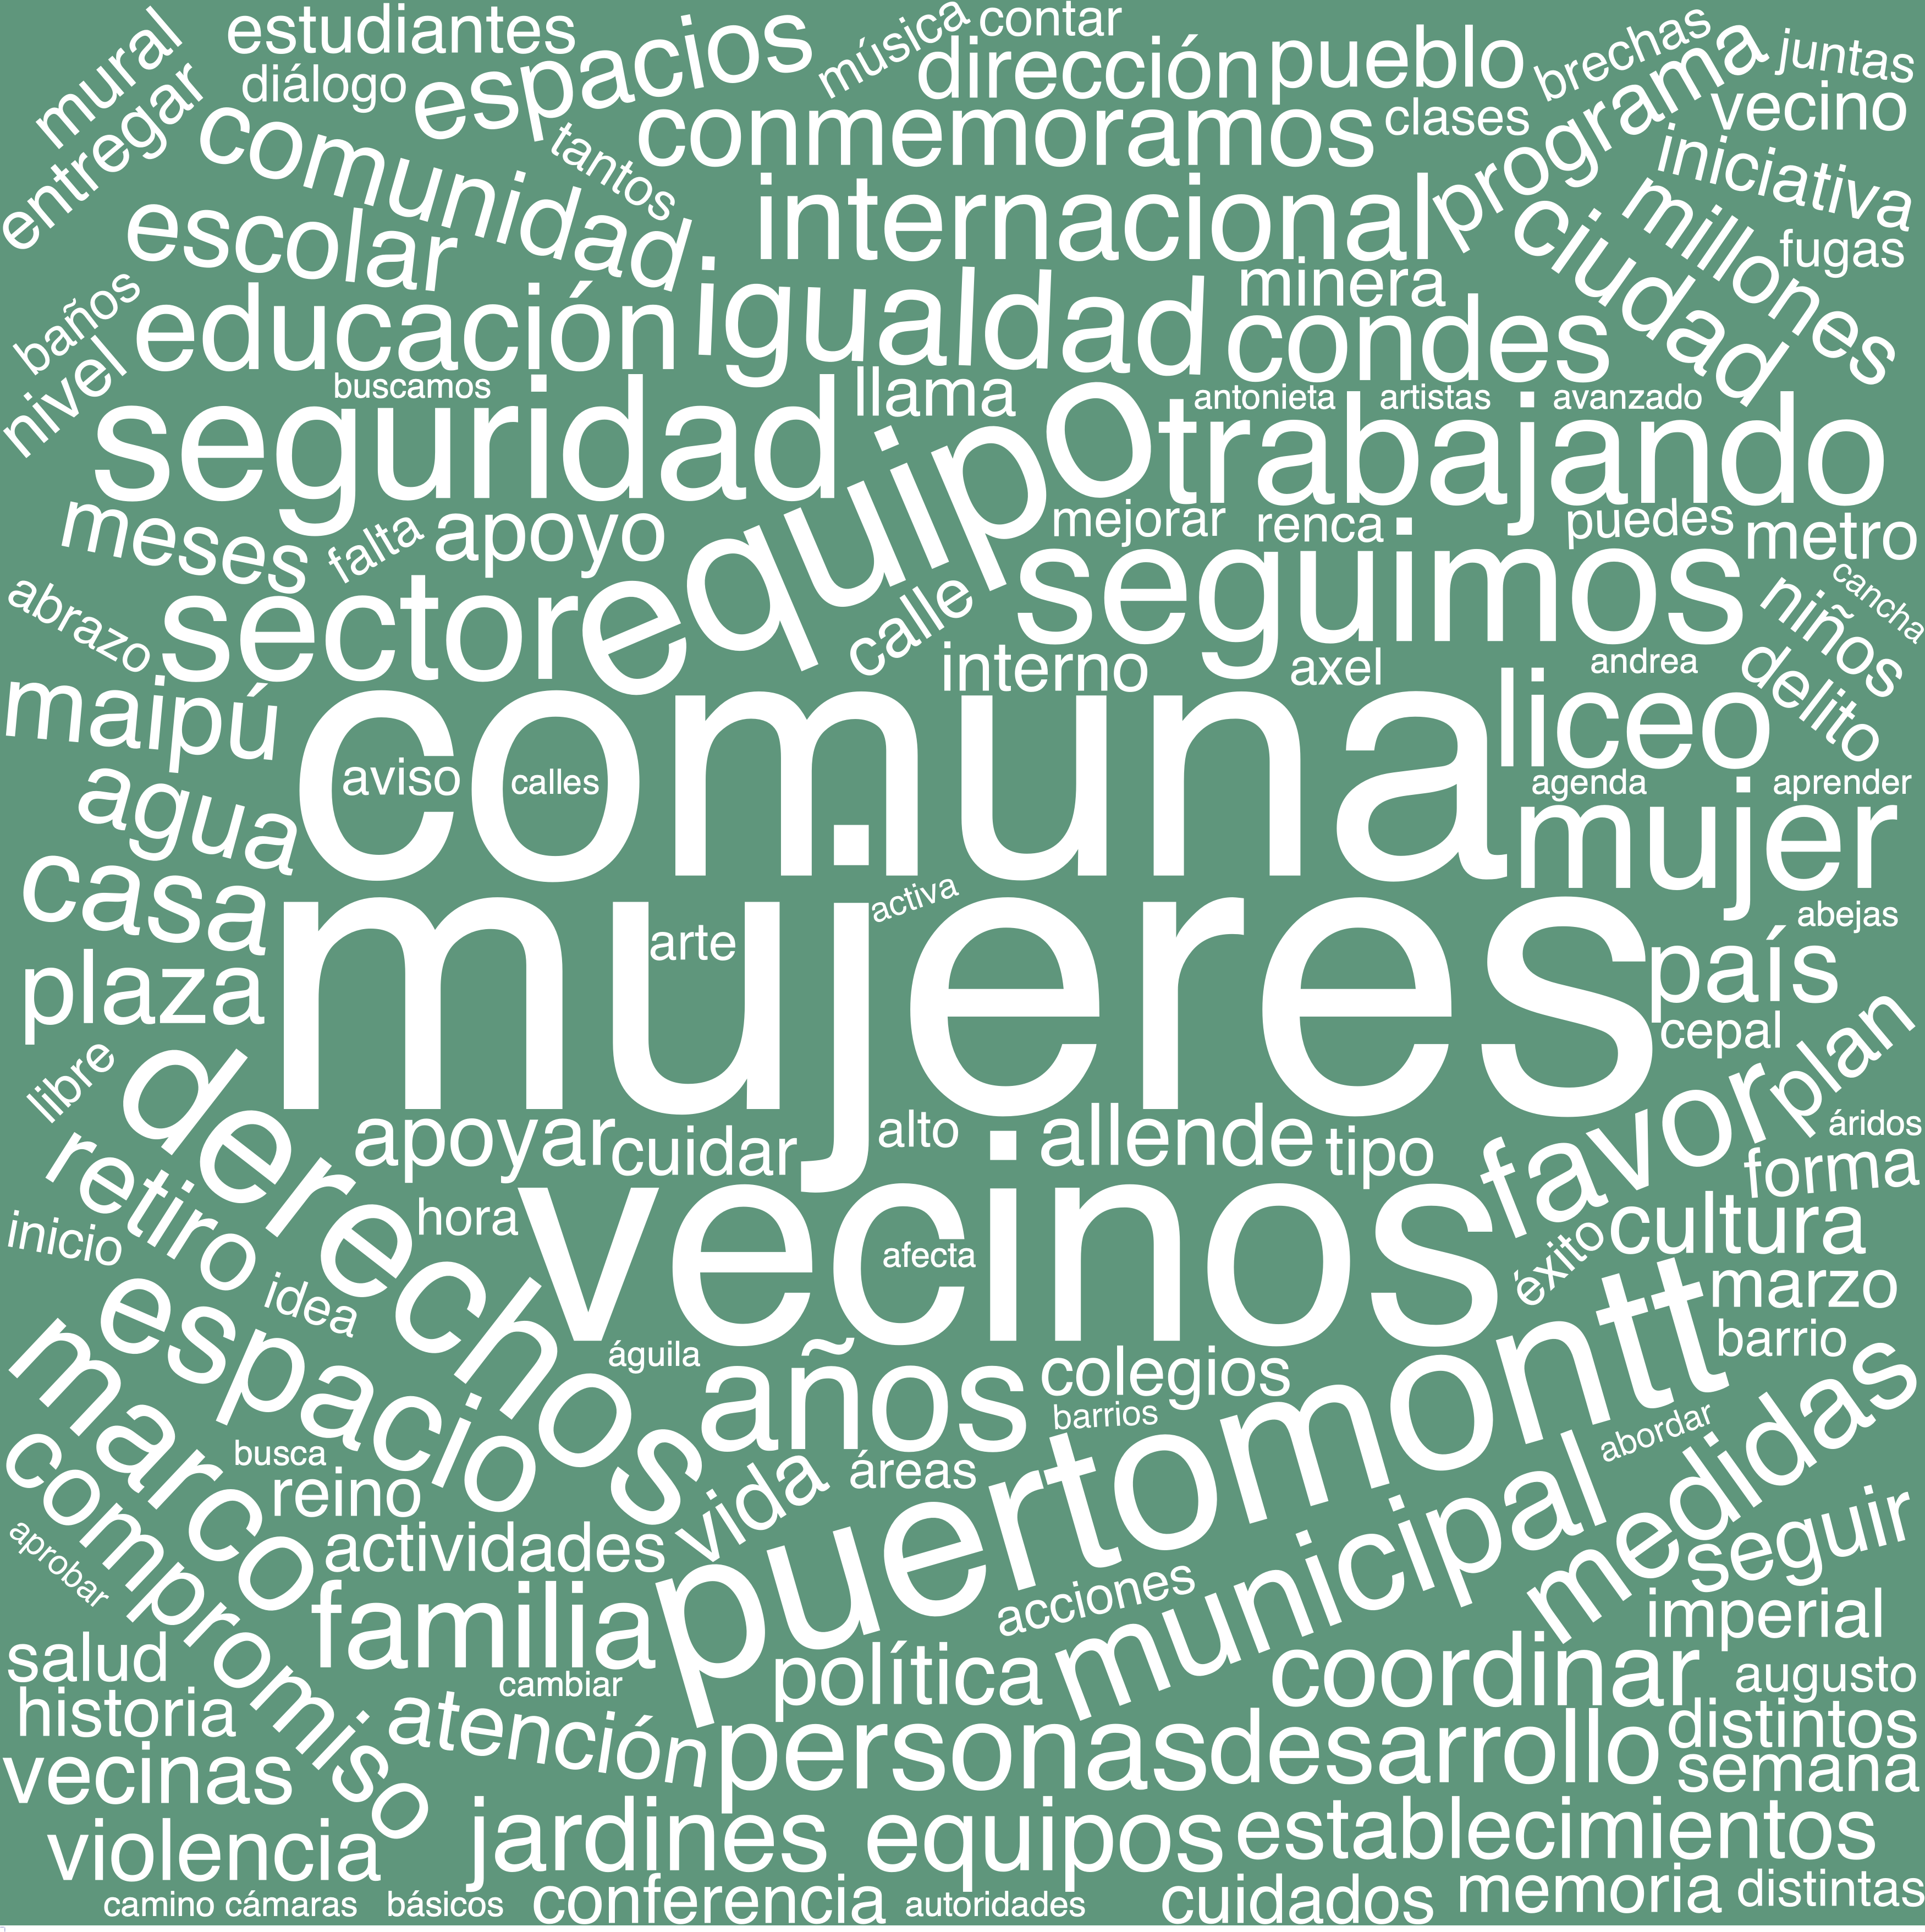 mural
estudiantes
espacios
música
contar
dirección
pueblo
brechas
programa
juntas
entregar
diálogo
tantos
conmemoramos
clases
vecino
iniciativa
comunidad
escolar
internacional
ciudad
millones
fugas
baños
nivel
educación
igualdad
minera
condes
buscamos
llama
antonieta
artistas
avanzado
seguridad
equipo
trabajando
meses
falta
apoyo
mejorar
renca
puedes
metro
abrazo
sector
calle
seguimos
niños
cancha
interno
axel
andrea
delito
maipú
comuna
liceo
aviso
calles
agenda
aprender
agua
mujer
casa
activa
abejas
plaza
mujeres
arte
país
cepal
libre
derechos
plan
apoyar
cuidar
alto
allende
tipo
favor
áridos
forma
retiro
inicio
hora
vecinos
afecta
éxito
cultura
idea
marzo
barrio
espacio
águila
años
colegios
barrios
puertomontt
abordar
medidas
marco
busca
reino
vida
áreas
compromiso
aprobar
actividades
acciones
municipal
seguir
familia
imperial
salud
cambiar
política
coordinar
augusto
historia
atención
personas
desarrollo
distintos
vecinas
semana
violencia
jardines
equipos
establecimientos
camino
cámaras
básicos
conferencia
autoridades
cuidados
memoria
distintas